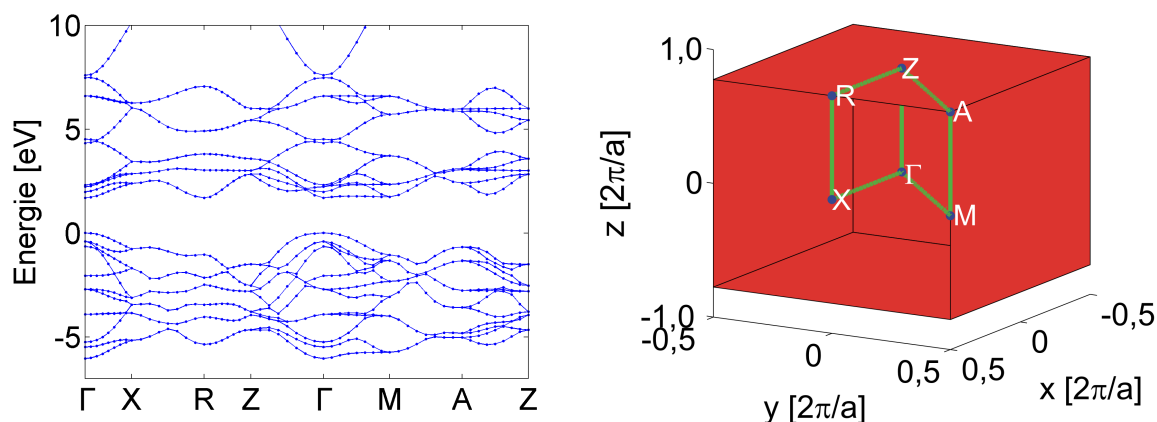 10
5
0
-5
Energie [eV]
Γ X R Z Γ M A Z
1,0
0
-1,0
z [2π/a]
-0,5
0
0,5
y [2π/a]
0,5
0
-0,5
x [2π/a]
Z
R
A
Γ
X
M